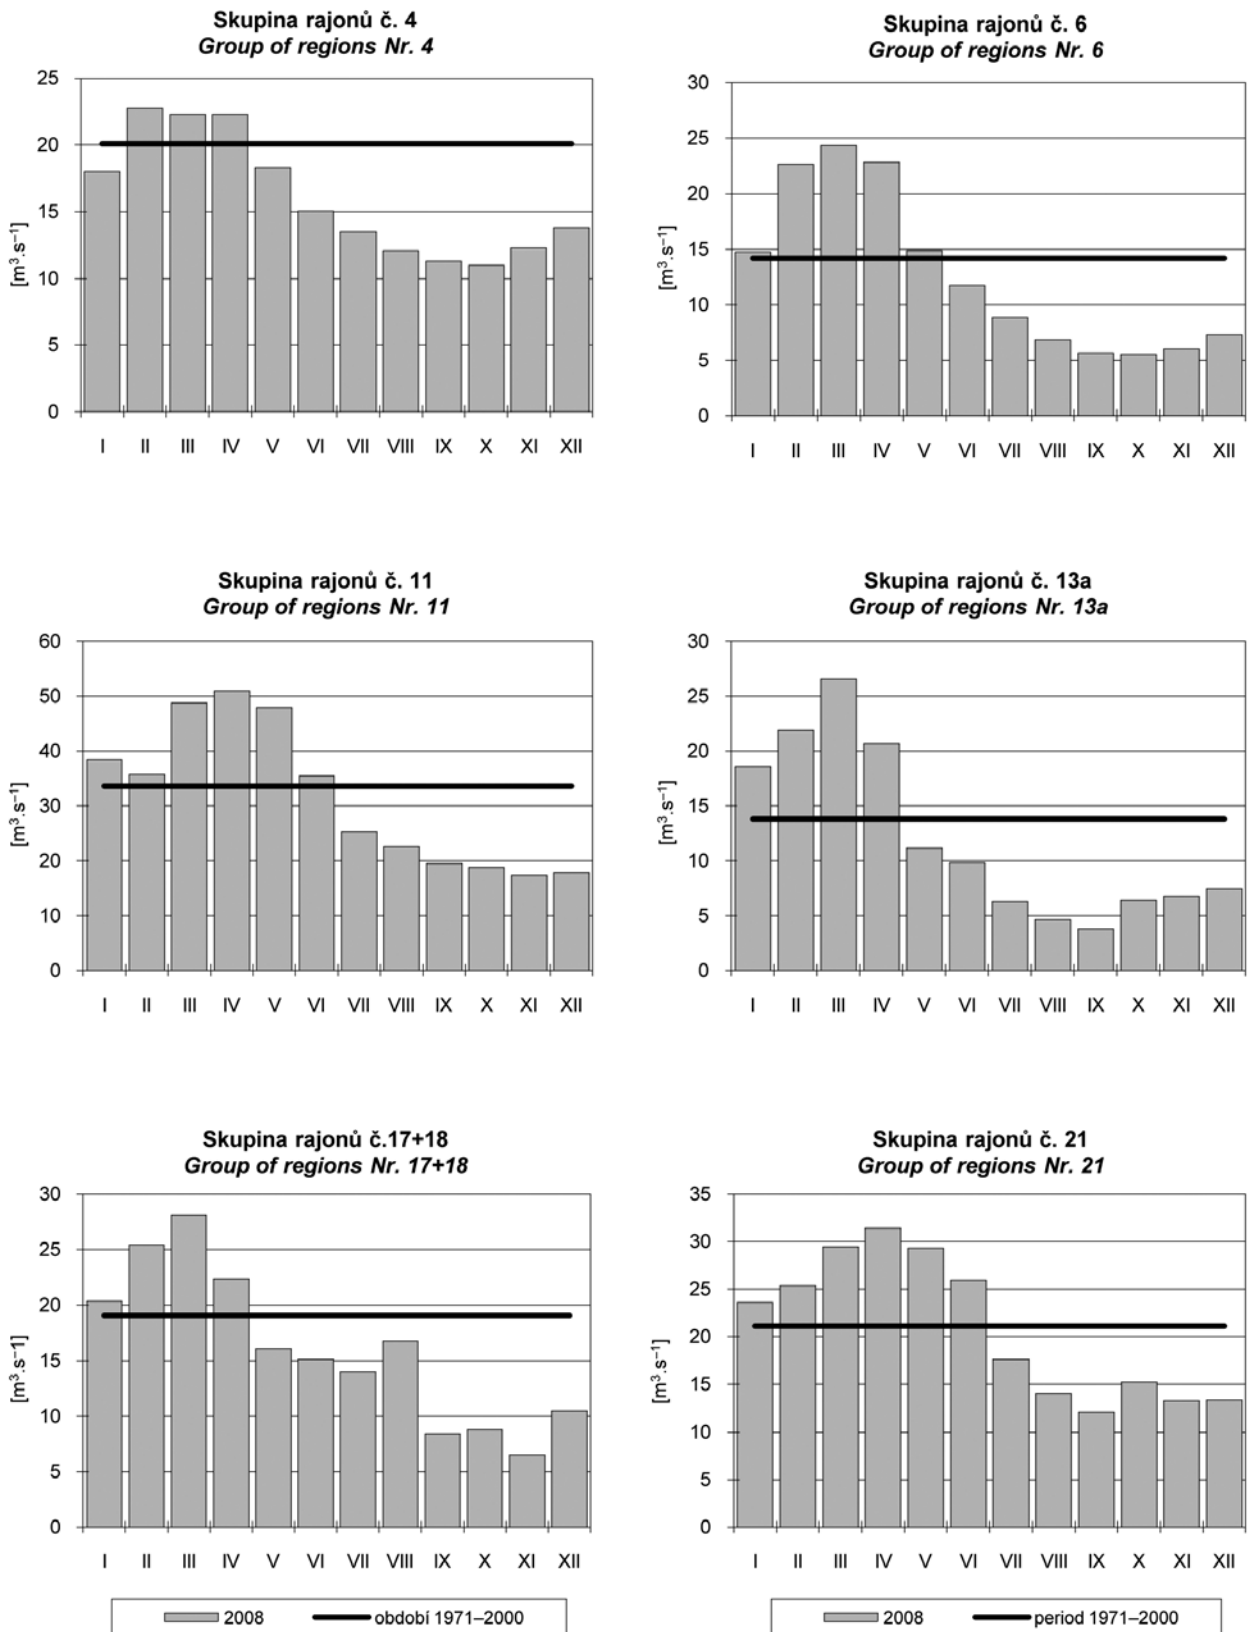 Skupina rajonů č. 4
Group of regions Nr. 4
25
20
15
10
5
0
[m³.s⁻¹]
I II III IV V VI VII VIII IX X XI XII
Skupina rajonů č. 6
Group of regions Nr. 6
30
25
20
15
10
5
0
[m³.s⁻¹]
I II III IV V VI VII VIII IX X XI XII
Skupina rajonů č. 11
Group of regions Nr. 11
60
50
40
30
20
10
0
[m³.s⁻¹]
I II III IV V VI VII VIII IX X XI XII
Skupina rajonů č. 13a
Group of regions Nr. 13a
30
25
20
15
10
5
0
[m³.s⁻¹]
I II III IV V VI VII VIII IX X XI XII
Skupina rajonů č.17+18
Group of regions Nr. 17+18
30
25
20
15
10
5
0
[m³.s⁻1]
I II III IV V VI VII VIII IX X XI XII
2008 období 1971–2000
Skupina rajonů č. 21
Group of regions Nr. 21
35
30
25
20
15
10
5
0
[m³.s⁻¹]
I II III IV V VI VII VIII IX X XI XII
2008 period 1971–2000